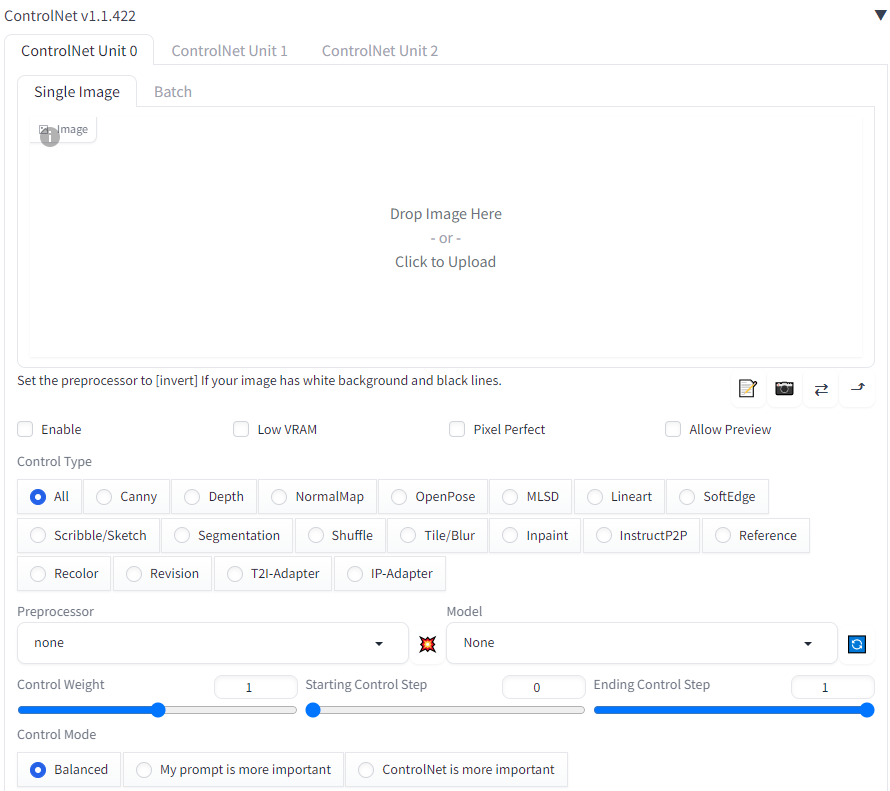 ControlNet v1.1.422
ControlNet Unit 0 ControlNet Unit 1 ControlNet Unit 2
Single Image Batch
Image
Drop Image Here
- or -
Click to Upload
Set the preprocessor to [invert] If your image has white background and black lines.
Enable Low VRAM Pixel Perfect Allow Preview
Control Type
All Canny Depth NormalMap OpenPose MLSD Lineart SoftEdge
Scribble/Sketch Segmentation Shuffle Tile/Blur Inpaint InstructP2P Reference
Recolor Revision T2I-Adapter IP-Adapter
Preprocessor Model
none None
Control Weight 1 Starting Control Step 0 Ending Control Step 1
Control Mode
Balanced My prompt is more important ControlNet is more important